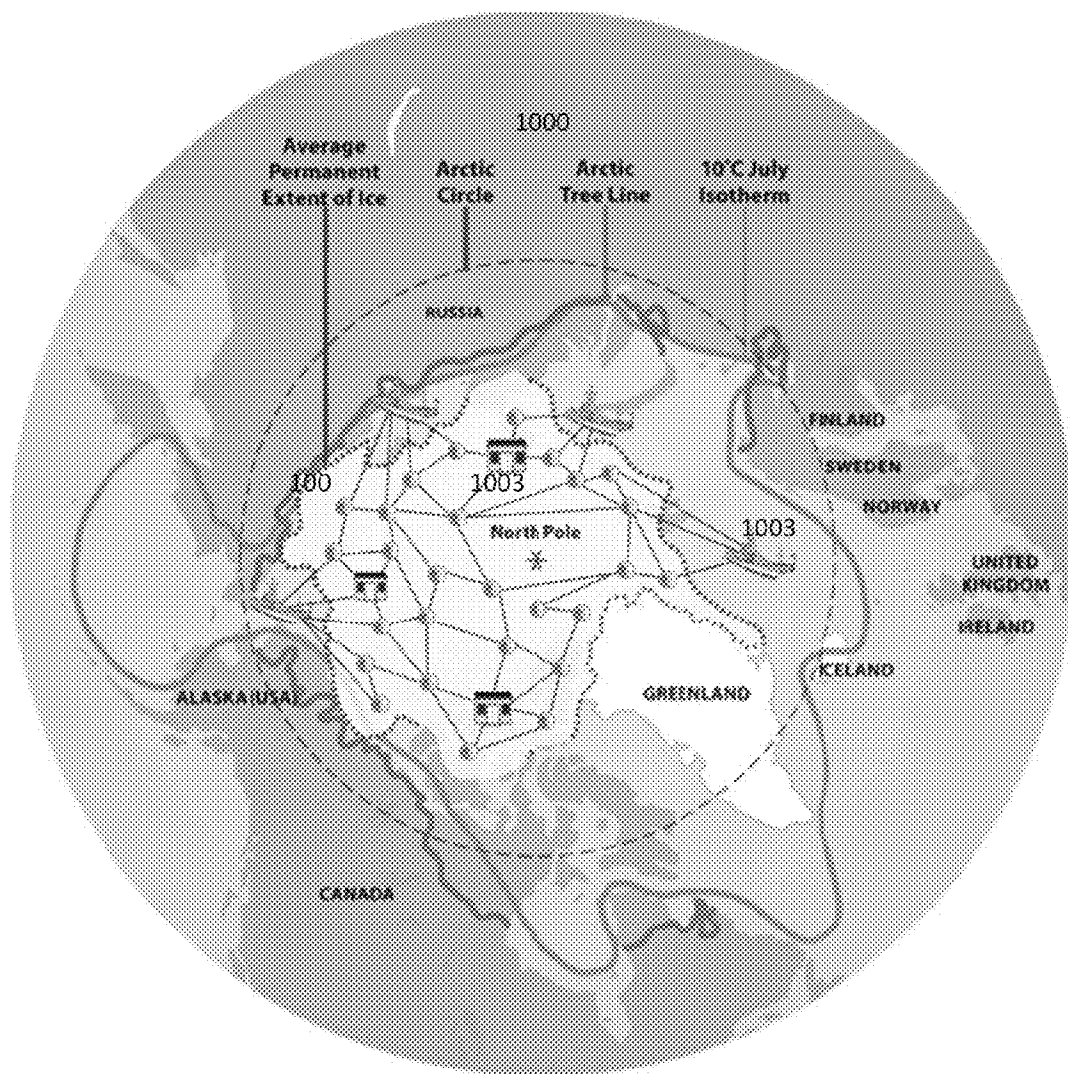 1000
Average
Permanent
Extent of Ice
Arctic
Circle
Arctic
Tree Line
10°C July
Isotherm
RUSSIA
FINLAND
SWEDEN
NORWAY
100
1003
1003
North Pole
UNITED
KINGDOM
IRELAND
ICELAND
ALASKA (USA)
GREENLAND
CANADA